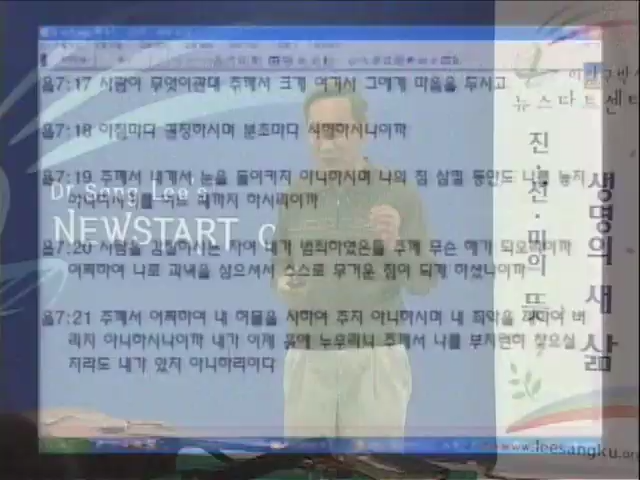 욥7:17 사람이 무엇이관대 주께서 크게 여기사 그에게 마음을 두시고
욥7:18 아침마다 권징하시며 분초마다 시험하시나이까
욥7:19 주께서 내게서 눈을 돌이키지 아니하시며 나의 침 삼킬 동안도 나를 놓지
아니하시기를 어느 때까지 하시리이까
욥7:20 사람을 감찰하시는 자여 내가 범죄하였은들 주께 무슨 해가 되오리이까
어찌하여 나로 과녁을 삼으셔서 스스로 무거운 짐이 되게 하셨나이까
욥7:21 주께서 어찌하여 내 허물을 사하여 주지 아니하시며 내 죄악을 제하여 버
리지 아니하시나이까 내가 이제 흙에 누우리니 주께서 나를 부지런히 찾으실
지라도 내가 있지 아니하리이다
Dr. Sang Lee's
NEWSTART C
이상구박사
뉴스타트센터
진·선·미의 뜻
생명의 새 삶
www.leesangku.org